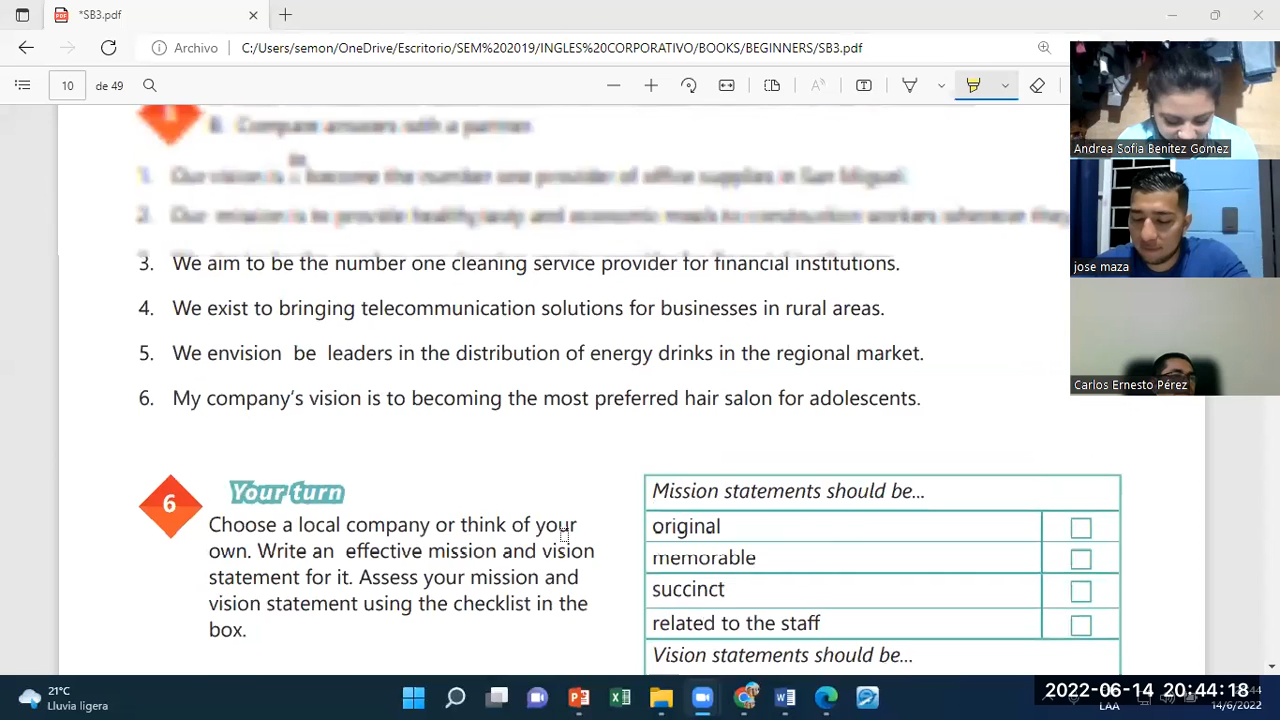 *SB3.pdf
Archivo
C:/Users/semon/OneDrive/Escritorio/SEM%202019/INGLES%20CORPORATIVO/BOOKS/BEGINNERS/SB3.pdf
10 de 49
B. Compare answers with a partner.
3. We aim to be the number one cleaning service provider for financial institutions.
4. We exist to bringing telecommunication solutions for businesses in rural areas.
5. We envision be leaders in the distribution of energy drinks in the regional market.
6. My company's vision is to becoming the most preferred hair salon for adolescents.
6 Your turn
Choose a local company or think of your
own. Write an effective mission and vision
statement for it. Assess your mission and
vision statement using the checklist in the
box.
Mission statements should be...
original
memorable
succinct
related to the staff
Vision statements should be...
Andrea Sofia Benitez Gomez
jose maza
Carlos Ernesto Pérez
21°C
Lluvia ligera
2022-06-14 20:44:18
LAA 14/6/2022